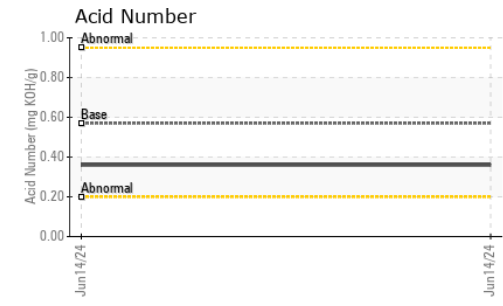 Acid Number
Acid Number (mg KOH/g)
1.00
0.80
0.60
0.40
0.20
0.00
Abnormal
Base
Abnormal
Jun14/24
Jun14/24